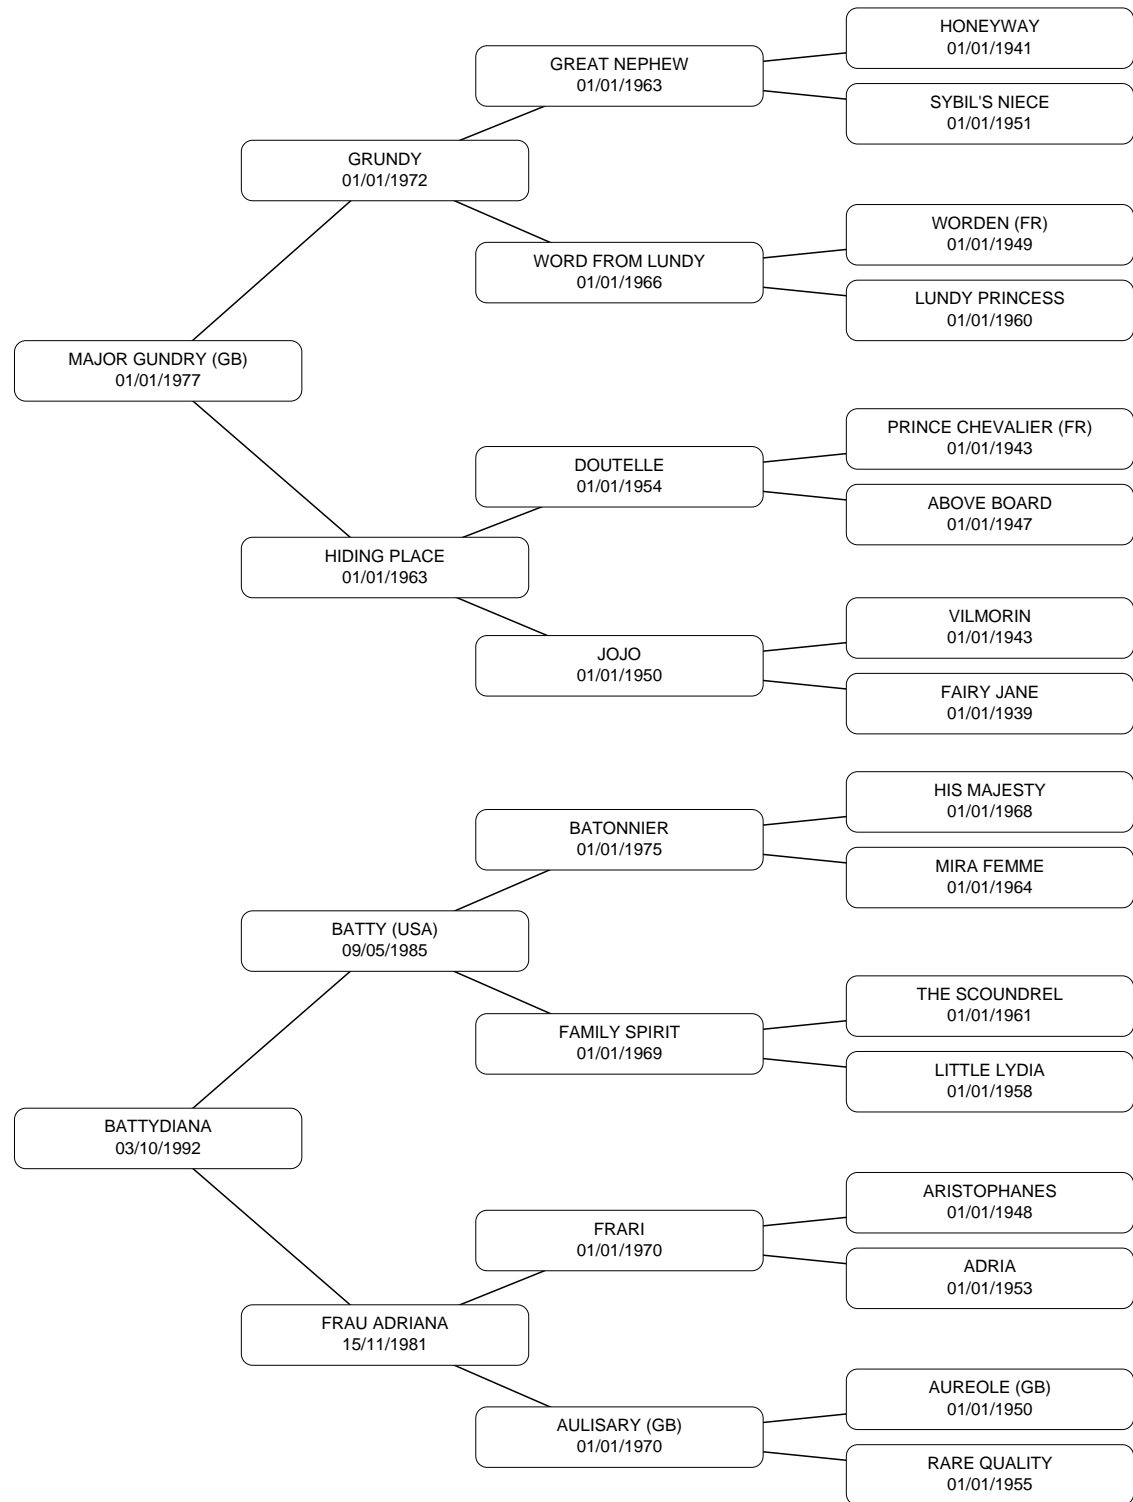 HONEYWAY
01/01/1941
GREAT NEPHEW
01/01/1963
SYBIL'S NIECE
01/01/1951
GRUNDY
01/01/1972
WORDEN (FR)
01/01/1949
WORD FROM LUNDY
01/01/1966
LUNDY PRINCESS
01/01/1960
MAJOR GUNDRY (GB)
01/01/1977
PRINCE CHEVALIER (FR)
01/01/1943
DOUTELLE
01/01/1954
ABOVE BOARD
01/01/1947
HIDING PLACE
01/01/1963
VILMORIN
01/01/1943
JOJO
01/01/1950
FAIRY JANE
01/01/1939
HIS MAJESTY
01/01/1968
BATONNIER
01/01/1975
MIRA FEMME
01/01/1964
BATTY (USA)
09/05/1985
THE SCOUNDREL
01/01/1961
FAMILY SPIRIT
01/01/1969
LITTLE LYDIA
01/01/1958
BATTYDIANA
03/10/1992
ARISTOPHANES
01/01/1948
FRARI
01/01/1970
ADRIA
01/01/1953
FRAU ADRIANA
15/11/1981
AUREOLE (GB)
01/01/1950
AULISARY (GB)
01/01/1970
RARE QUALITY
01/01/1955